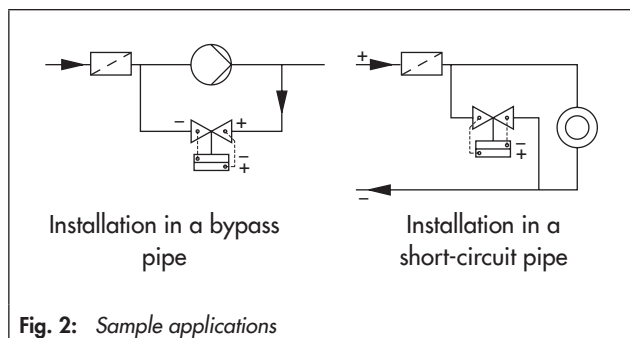 +
−
+
−
+
−
+
−
Installation in a bypass
pipe
Installation in a
short-circuit pipe
Fig. 2: Sample applications